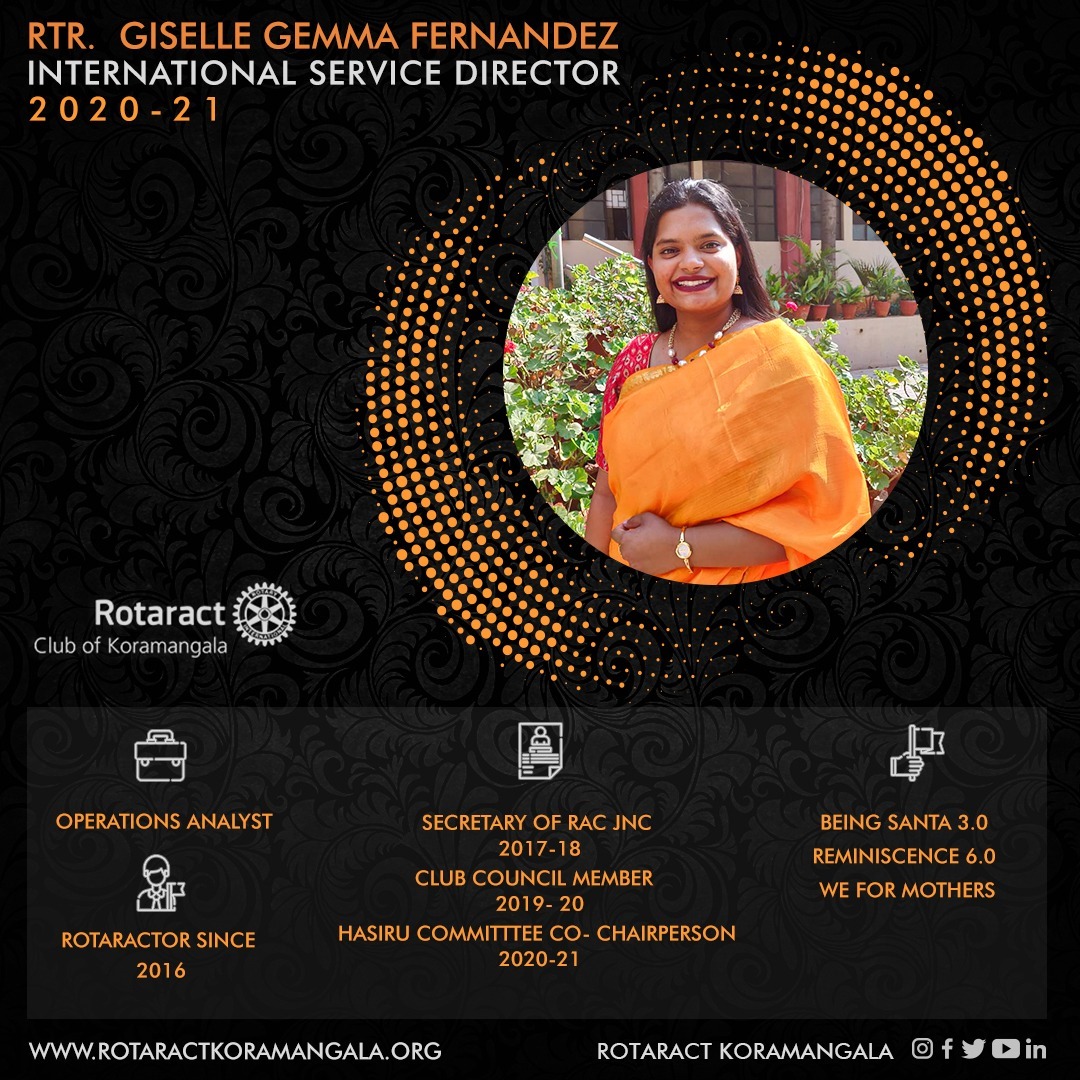 RTR. GISELLE GEMMA FERNANDEZ
INTERNATIONAL SERVICE DIRECTOR
2020-21
Rotaract
ROTARY
INTERNATIONAL
Club of Koramangala
OPERATIONS ANALYST
ROTARACTOR SINCE
2016
SECRETARY OF RAC JNC
2017-18
CLUB COUNCIL MEMBER
2019- 20
HASIRU COMMITTTEE CO- CHAIRPERSON
2020-21
BEING SANTA 3.0
REMINISCENCE 6.0
WE FOR MOTHERS
WWW.ROTARACTKORAMANGALA.ORG
ROTARACT KORAMANGALA